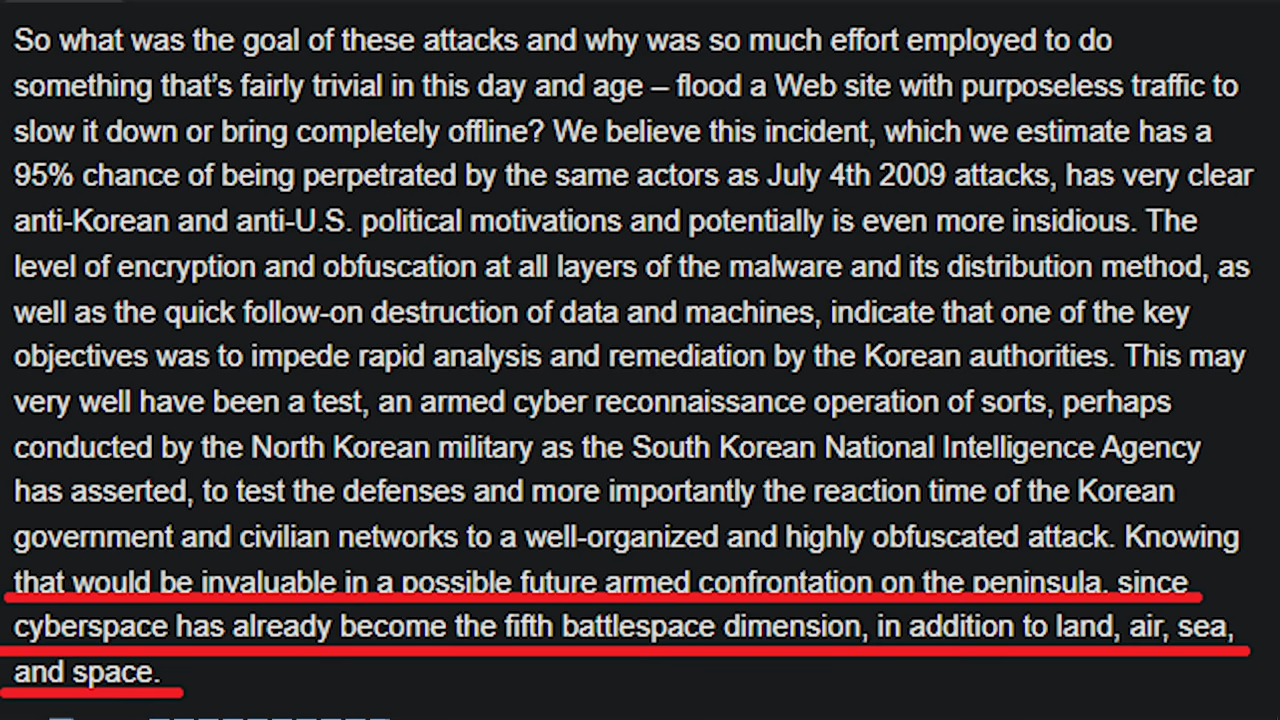 So what was the goal of these attacks and why was so much effort employed to do
something that’s fairly trivial in this day and age – flood a Web site with purposeless traffic to
slow it down or bring completely offline? We believe this incident, which we estimate has a
95% chance of being perpetrated by the same actors as July 4th 2009 attacks, has very clear
anti-Korean and anti-U.S. political motivations and potentially is even more insidious. The
level of encryption and obfuscation at all layers of the malware and its distribution method, as
well as the quick follow-on destruction of data and machines, indicate that one of the key
objectives was to impede rapid analysis and remediation by the Korean authorities. This may
very well have been a test, an armed cyber reconnaissance operation of sorts, perhaps
conducted by the North Korean military as the South Korean National Intelligence Agency
has asserted, to test the defenses and more importantly the reaction time of the Korean
government and civilian networks to a well-organized and highly obfuscated attack. Knowing
that would be invaluable in a possible future armed confrontation on the peninsula, since
cyberspace has already become the fifth battlespace dimension, in addition to land, air, sea,
and space.